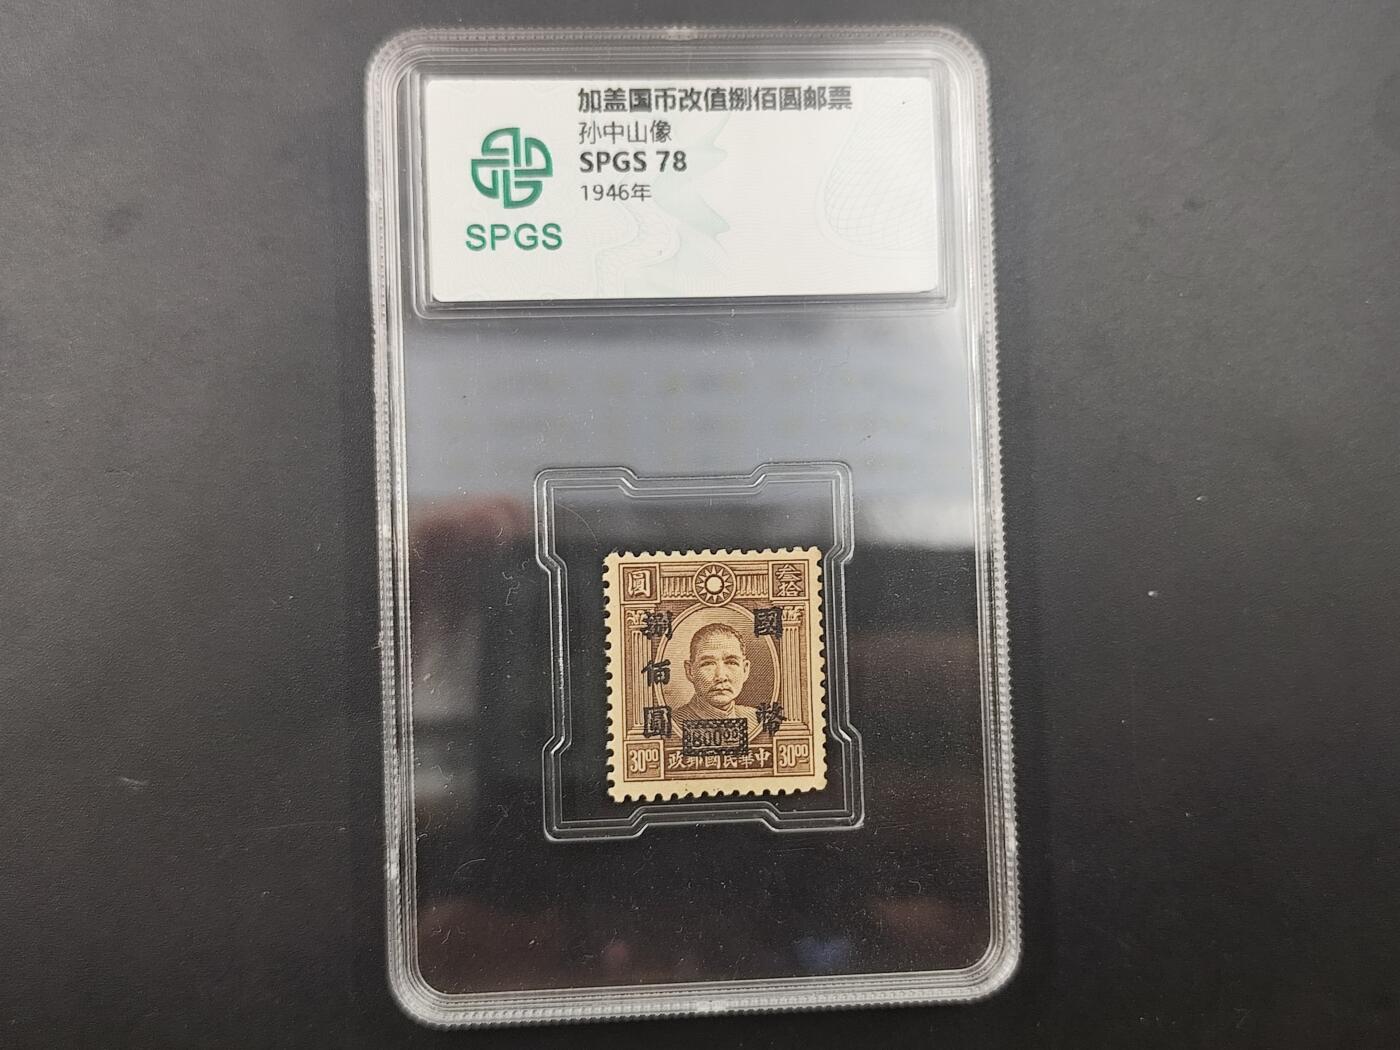 加盖国币改值捌佰圆邮票
孙中山像
SPGS 78
1946年
SPGS
圓 叁拾
捌佰圓 國幣
800.00
30.00 政郵國民華中 30.00